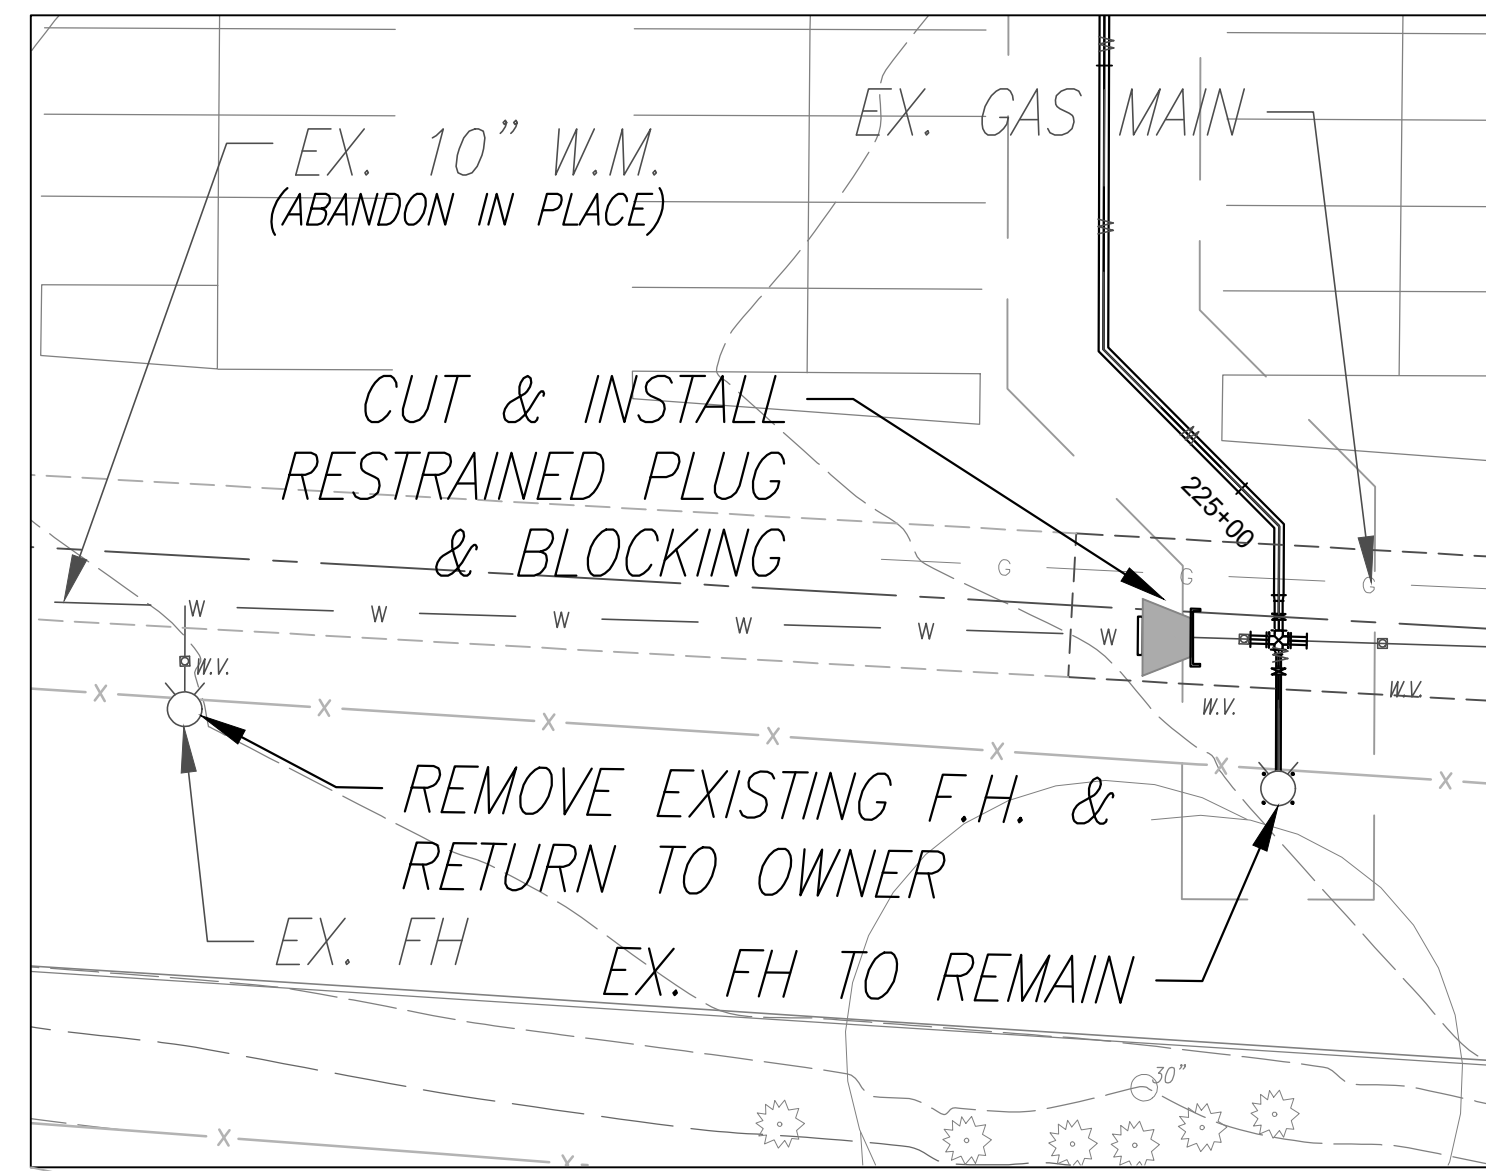 EX. GAS MAIN
EX. 10" W.M.
(ABANDON IN PLACE)
CUT & INSTALL
RESTRAINED PLUG
& BLOCKING
225+00
G G G
W W W W W W
W.V.
W.V.
W.V.
X X X X X X X
REMOVE EXISTING F.H. &
RETURN TO OWNER
EX. FH
EX. FH TO REMAIN
30"
X X